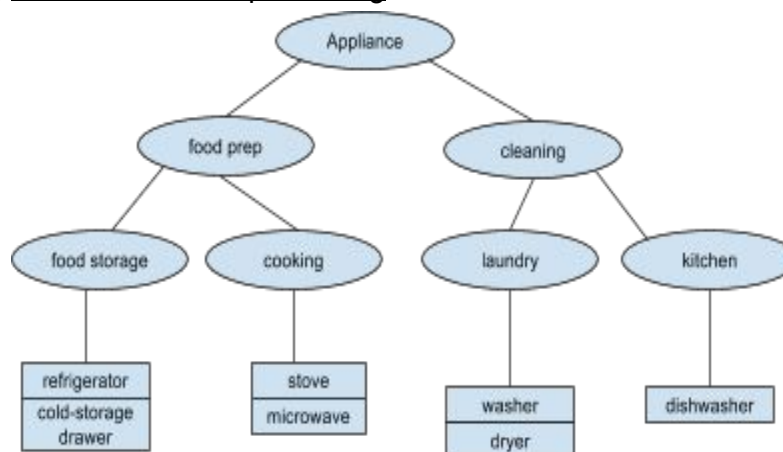 Appliance
food prep
cleaning
food storage
cooking
laundry
kitchen
refrigerator
cold-storage
drawer
stove
microwave
washer
dryer
dishwasher